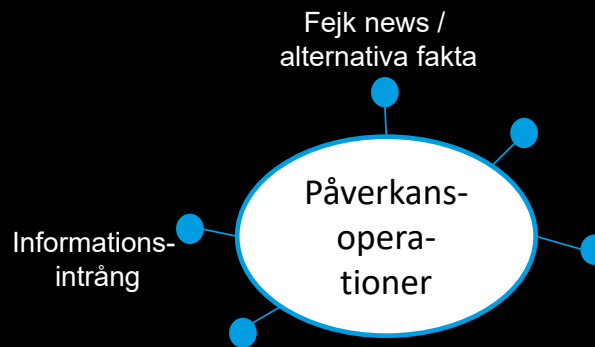 Fejk news /
alternativa fakta
Påverkans-
opera-
tioner
Informations-
intrång